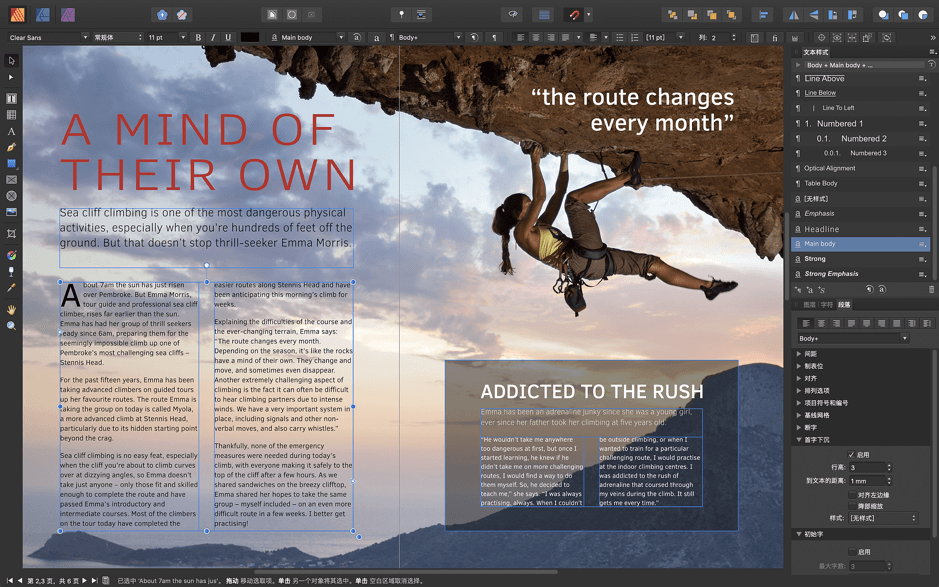 Clear Sans
常规体
11 pt
B I U
a Main body
a
a
¶ Body+
¶
[11 pt]
列: 2
fi
A MIND OF
THEIR OWN
Sea cliff climbing is one of the most dangerous physical
activities, especially when you're hundreds of feet off the
ground. But that doesn't stop thrill-seeker Emma Morris.
About 7am the sun has just risen
over Pembroke. But Emma Morris,
tour guide and professional sea cliff
climber, rises far earlier than the sun.
Emma has had her group of thrill seekers
ready since 6am, preparing them for the
seemingly impossible climb up one of
Pembroke's most challenging sea cliffs –
Stennis Head.
For the past fifteen years, Emma has been
taking advanced climbers on guided tours
up her favourite routes. The route Emma is
taking the group on today is called Myola,
a more advanced climb at Stennis Head,
particularly due to its hidden starting point
beyond the crag.
Sea cliff climbing is no easy feat, especially
when the cliff you're about to climb curves
over at dizzying angles, so Emma doesn't
take just anyone – only those fit and skilled
enough to complete the route and have
passed Emma's introductory and
intermediate courses. Most of the climbers
on the tour today have completed the
easier routes along Stennis Head and have
been anticipating this morning's climb for
weeks.
Explaining the difficulties of the course and
the ever-changing terrain, Emma says:
"The route changes every month.
Depending on the season, it's like the rocks
have a mind of their own. They change and
move, and sometimes even disappear.
Another extremely challenging aspect of
climbing is the fact it can often be difficult
to hear climbing partners due to intense
winds. We have a very important system in
place, including signals and other non-
verbal moves, and also carry whistles."
Thankfully, none of the emergency
measures were needed during today's
climb, with everyone making it safely to the
top of the cliff after a few hours. As we
shared sandwiches on the breezy clifftop,
Emma shared her hopes to take the same
group – myself included – on an even more
difficult route in a few weeks. I better get
practising!
"the route changes
every month"
ADDICTED TO THE RUSH
Emma has been an adrenaline junky since she was a young girl,
ever since her father took her climbing at five years old.
"He wouldn't take me anywhere
too dangerous at first, but once I
started learning, he knew if he
didn't take me on more challenging
routes, I would find a way to do
them myself. So, he decided to
teach me," she says. "I was always
practising, always. When I couldn't
be outside climbing, or when I
wanted to train for a particular
challenging route, I would practise
at the indoor climbing centres. I
was addicted to the rush of
adrenaline that coursed through
my veins during the climb. It still
gets me every time."
文本样式
Body + Main body + ...
¶ Line Above
¶ Line Below
¶ | Line To Left
¶ 1. Numbered 1
¶ 0.1. Numbered 2
¶ 0.0.1. Numbered 3
¶ Optical Alignment
¶ Table Body
a [无样式]
a Emphasis
a Headline
a Main body
a Strong
a Strong Emphasis
图层 字符 段落
Body+
间距
制表位
对齐
排列选项
项目符号和编号
基线网格
断字
首字下沉
启用
行高: 3
到文本的距离: 1 mm
对齐左边缘
降部缩放
样式: [无样式]
初始字
启用
最大字数: 3
第 2,3 页，共 6 页
已选中 'About 7am the sun has jus'。 拖动 移动选取项。单击 另一个对象将其选中。单击 空白区域取消选择。